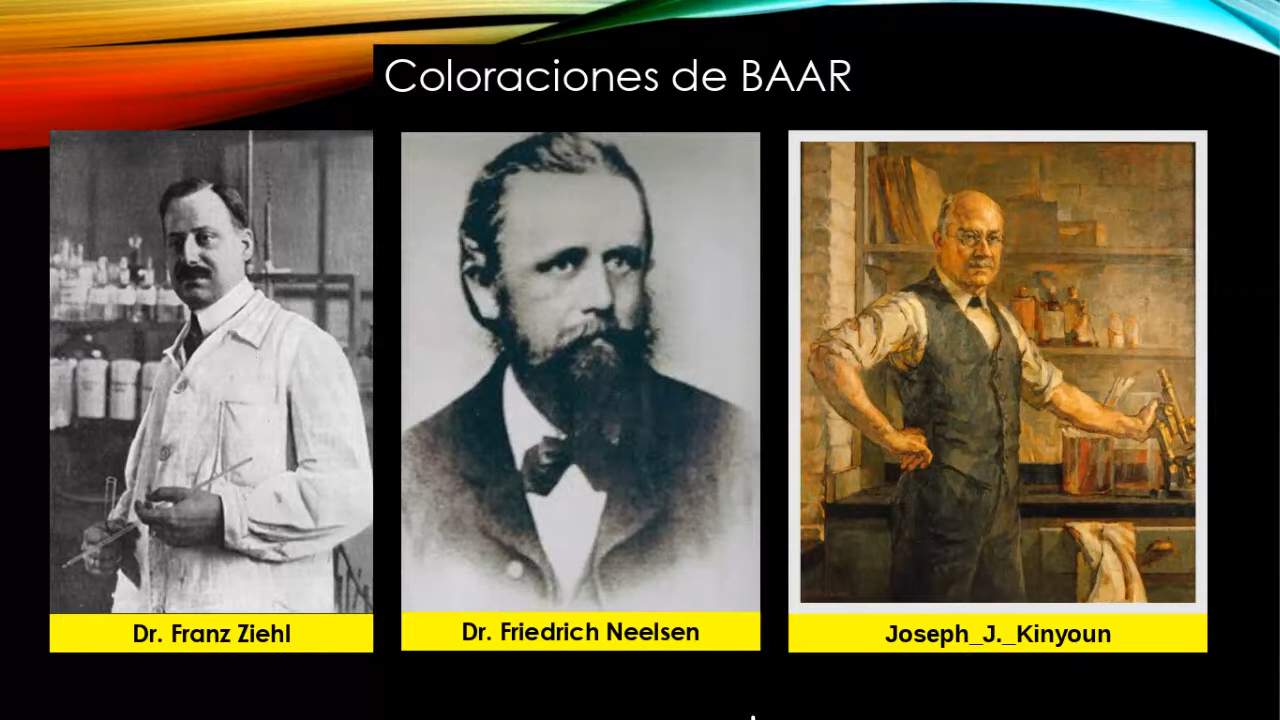 Coloraciones de BAAR
Dr. Franz Ziehl
Dr. Friedrich Neelsen
Joseph_J._Kinyoun